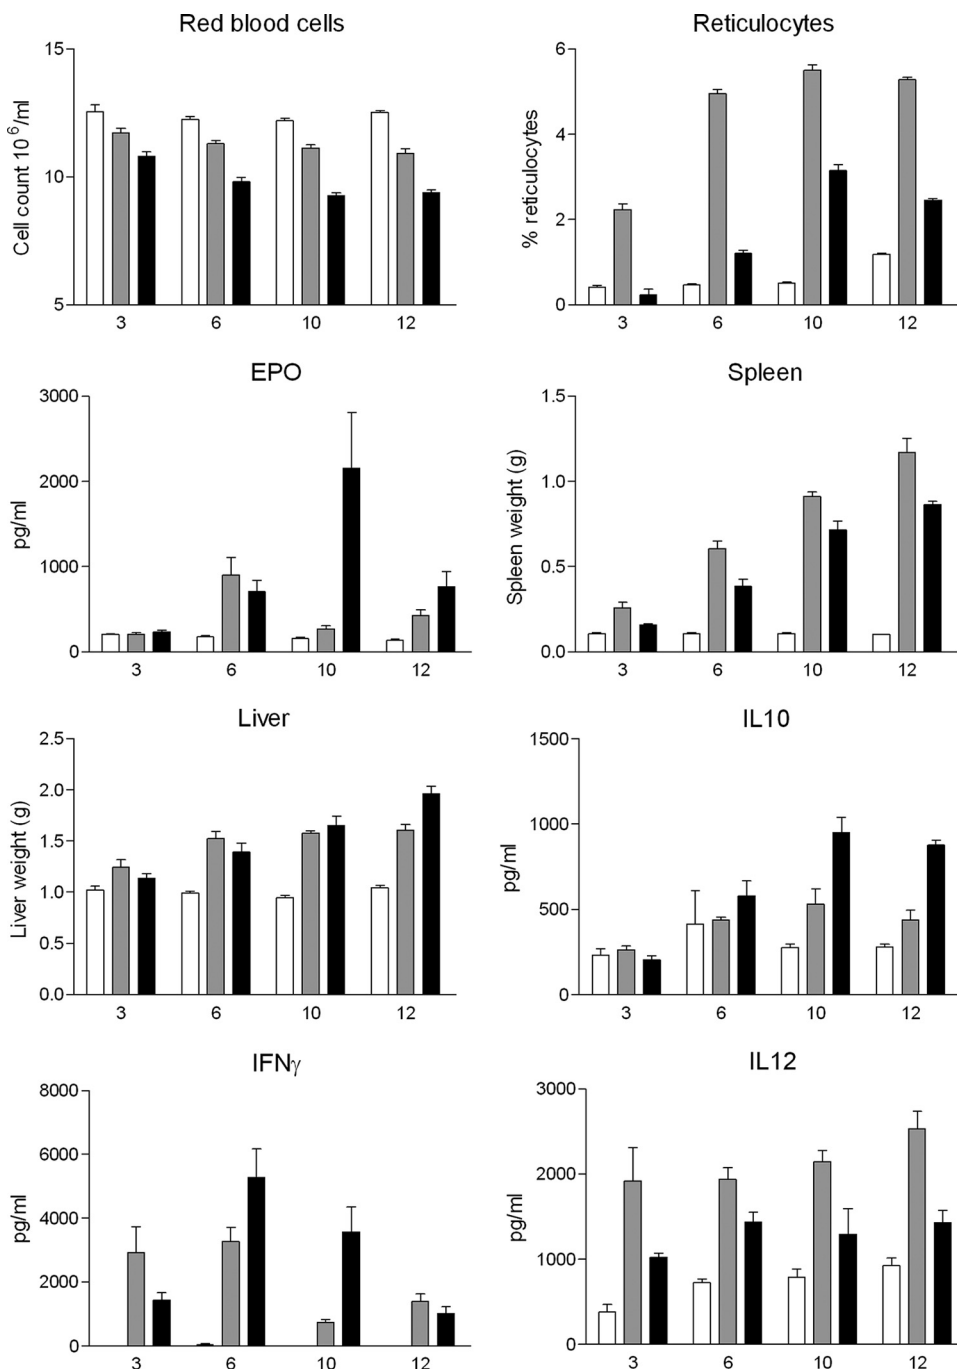 Red blood cells
15
10
5
Cell count 10⁶/ml
3 6 10 12
Reticulocytes
6
4
2
0
% reticulocytes
3 6 10 12
EPO
3000
2000
1000
0
pg/ml
3 6 10 12
Spleen
1.5
1.0
0.5
0.0
Spleen weight (g)
3 6 10 12
Liver
2.5
2.0
1.5
1.0
0.5
0.0
Liver weight (g)
3 6 10 12
IL10
1500
1000
500
0
pg/ml
3 6 10 12
IFNγ
8000
6000
4000
2000
0
pg/ml
3 6 10 12
IL12
3000
2000
1000
0
pg/ml
3 6 10 12